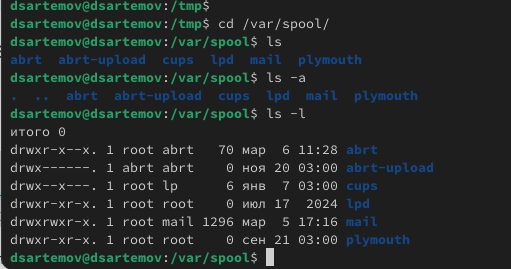 dsartemov@dsartemov:/tmp$
dsartemov@dsartemov:/tmp$ cd /var/spool/
dsartemov@dsartemov:/var/spool$ ls
abrt  abrt-upload  cups  lpd  mail  plymouth
dsartemov@dsartemov:/var/spool$ ls -a
.  ..  abrt  abrt-upload  cups  lpd  mail  plymouth
dsartemov@dsartemov:/var/spool$ ls -l
итого 0
drwxr-x--x. 1 root abrt   70 мар  6 11:28 abrt
drwx------. 1 abrt abrt    0 ноя 20 03:00 abrt-upload
drwx--x---. 1 root lp      6 янв  7 03:00 cups
drwxr-xr-x. 1 root root    0 июл 17  2024 lpd
drwxrwxr-x. 1 root mail 1296 мар  5 17:16 mail
drwxr-xr-x. 1 root root    0 сен 21 03:00 plymouth
dsartemov@dsartemov:/var/spool$